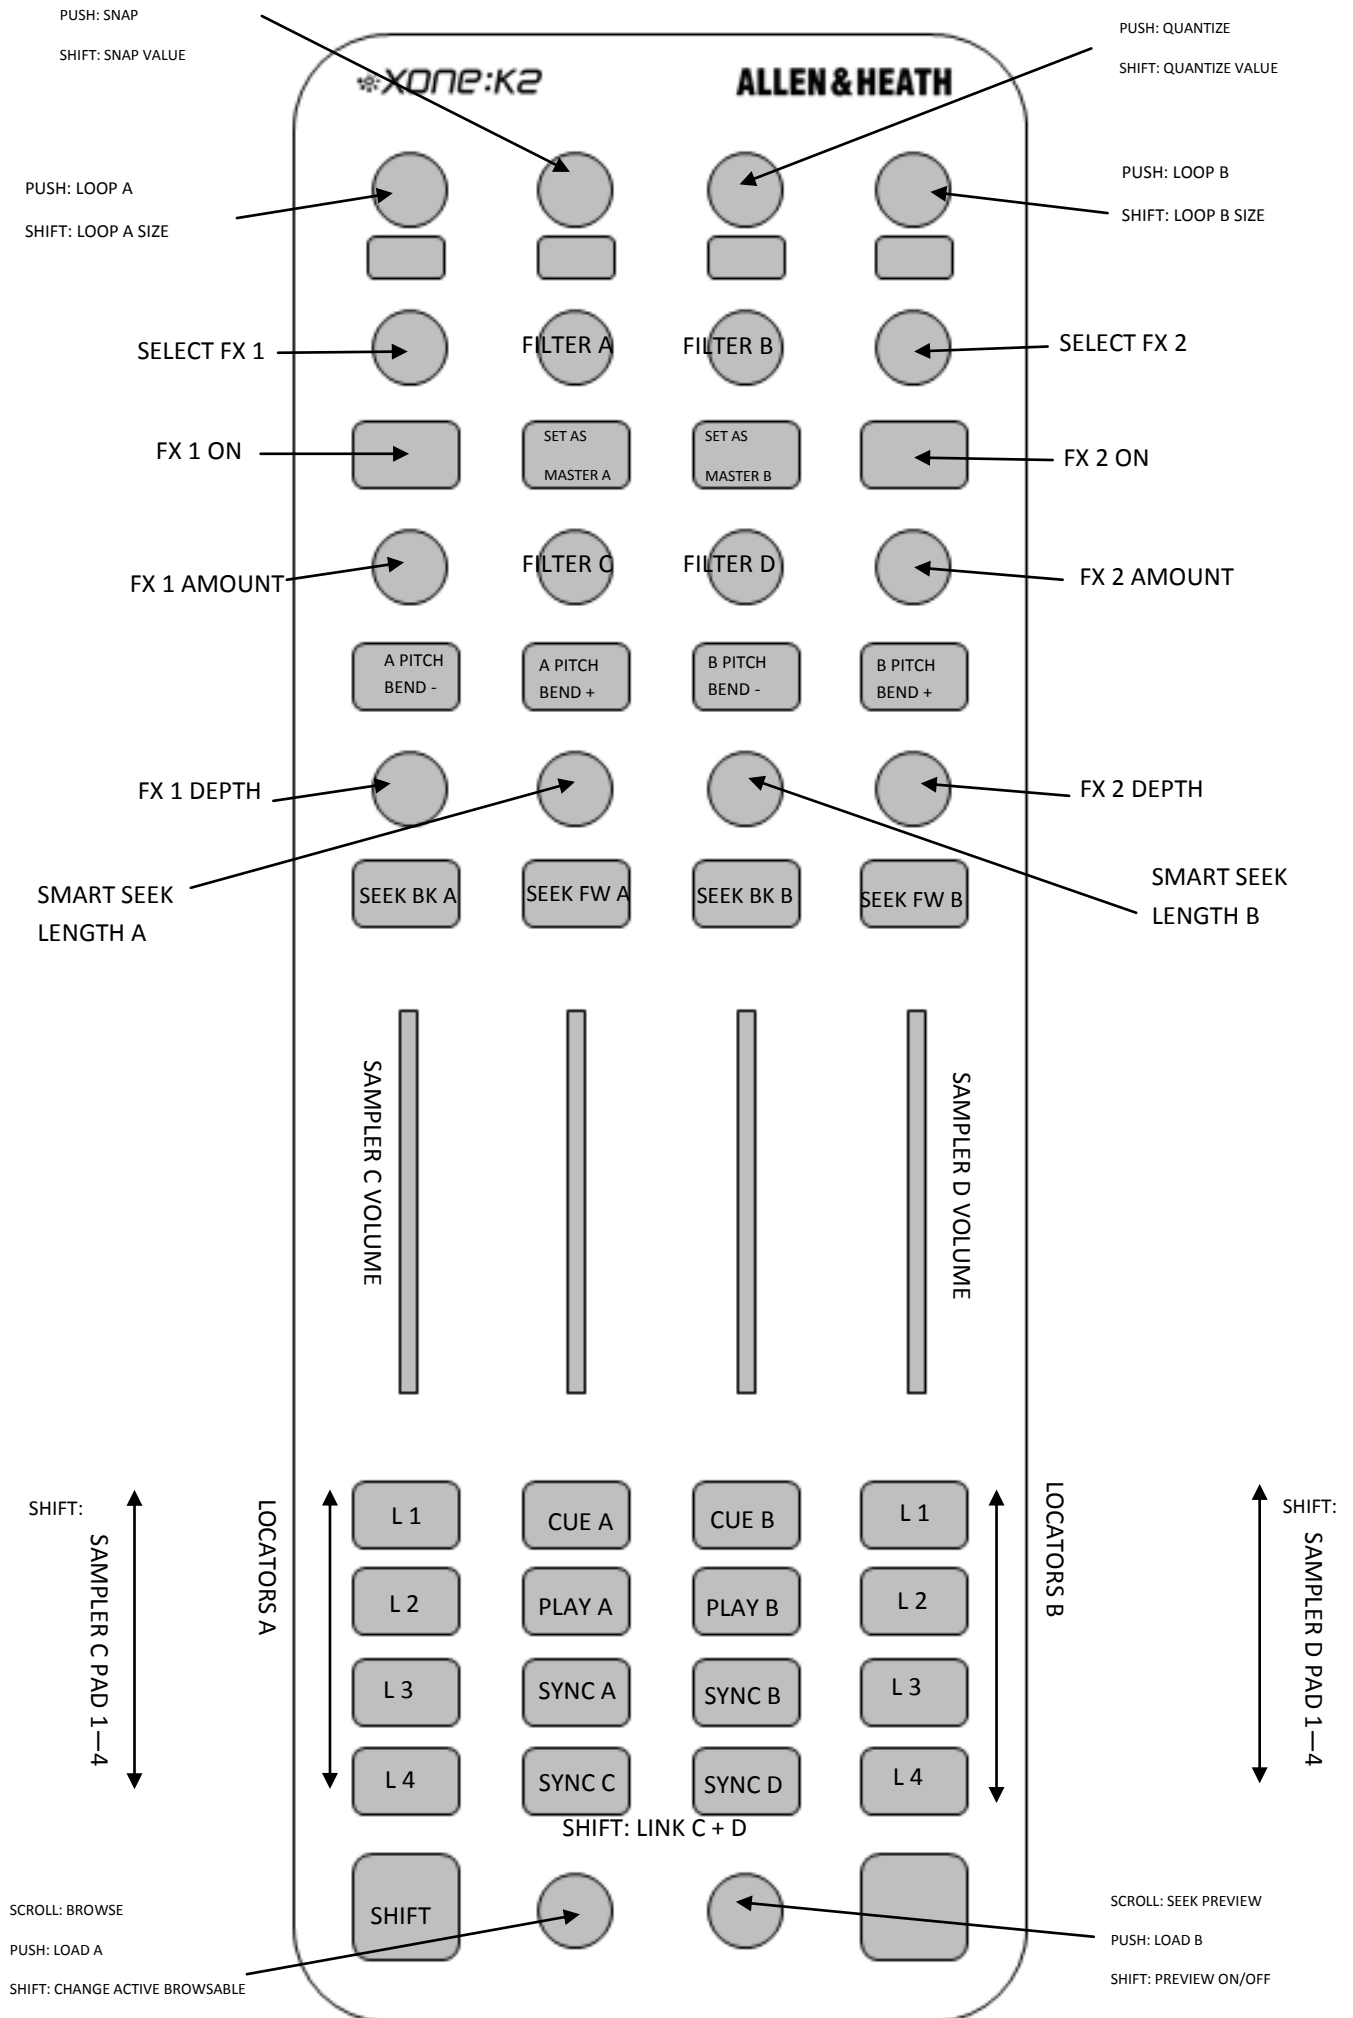 PUSH: SNAP
SHIFT: SNAP VALUE
PUSH: QUANTIZE
SHIFT: QUANTIZE VALUE
XONE:K2
ALLEN&HEATH
PUSH: LOOP A
SHIFT: LOOP A SIZE
PUSH: LOOP B
SHIFT: LOOP B SIZE
SELECT FX 1
FILTER A
FILTER B
SELECT FX 2
FX 1 ON
SET AS
MASTER A
SET AS
MASTER B
FX 2 ON
FX 1 AMOUNT
FILTER C
FILTER D
FX 2 AMOUNT
A PITCH
BEND -
A PITCH
BEND +
B PITCH
BEND -
B PITCH
BEND +
FX 1 DEPTH
FX 2 DEPTH
SMART SEEK
LENGTH A
SEEK BK A
SEEK FW A
SEEK BK B
SEEK FW B
SMART SEEK
LENGTH B
SAMPLER C VOLUME
SAMPLER D VOLUME
SHIFT:
SAMPLER C PAD 1—4
LOCATORS A
L 1
CUE A
CUE B
L 1
L 2
PLAY A
PLAY B
L 2
L 3
SYNC A
SYNC B
L 3
L 4
SYNC C
SYNC D
L 4
LOCATORS B
SHIFT:
SAMPLER D PAD 1—4
SHIFT: LINK C + D
SHIFT
SCROLL: BROWSE
PUSH: LOAD A
SHIFT: CHANGE ACTIVE BROWSABLE
SCROLL: SEEK PREVIEW
PUSH: LOAD B
SHIFT: PREVIEW ON/OFF